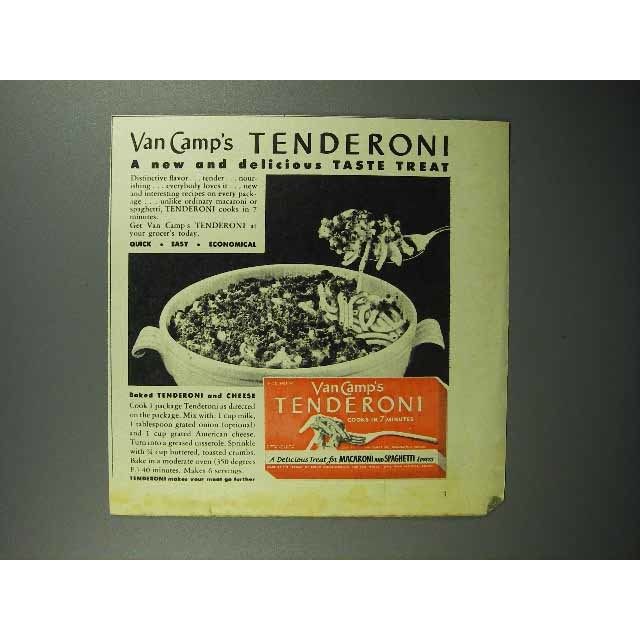 Van Camp's TENDERONI
A new and delicious TASTE TREAT
Distinctive flavor . . . tender . . . nour-
ishing . . . everybody loves it . . . new
and interesting recipes on every pack-
age . . . unlike ordinary macaroni or
spaghetti, TENDERONI cooks in 7
minutes.
Get Van Camp's TENDERONI at
your grocer's today.
QUICK • EASY • ECONOMICAL
Baked TENDERONI and CHEESE
Cook 1 package Tenderoni as directed
on the package. Mix with: 1 cup milk,
1 tablespoon grated onion (optional)
and 1 cup grated American cheese.
Turn into a greased casserole. Sprinkle
with ¾ cup buttered, toasted crumbs.
Bake in a moderate oven (350 degrees
F.) 40 minutes. Makes 6 servings.
TENDERONI makes your meat go farther
Van Camp's
TENDERONI
COOKS IN 7 MINUTES
A Delicious Treat for MACARONI AND SPAGHETTI Lovers